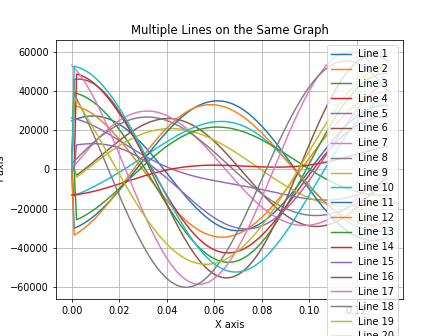 Multiple Lines on the Same Graph
60000
40000
20000
0
−20000
−40000
−60000
0.00
0.02
0.04
0.06
0.08
0.10
X axis
Line 1
Line 2
Line 3
Line 4
Line 5
Line 6
Line 7
Line 8
Line 9
Line 10
Line 11
Line 12
Line 13
Line 14
Line 15
Line 16
Line 17
Line 18
Line 19
Line 20